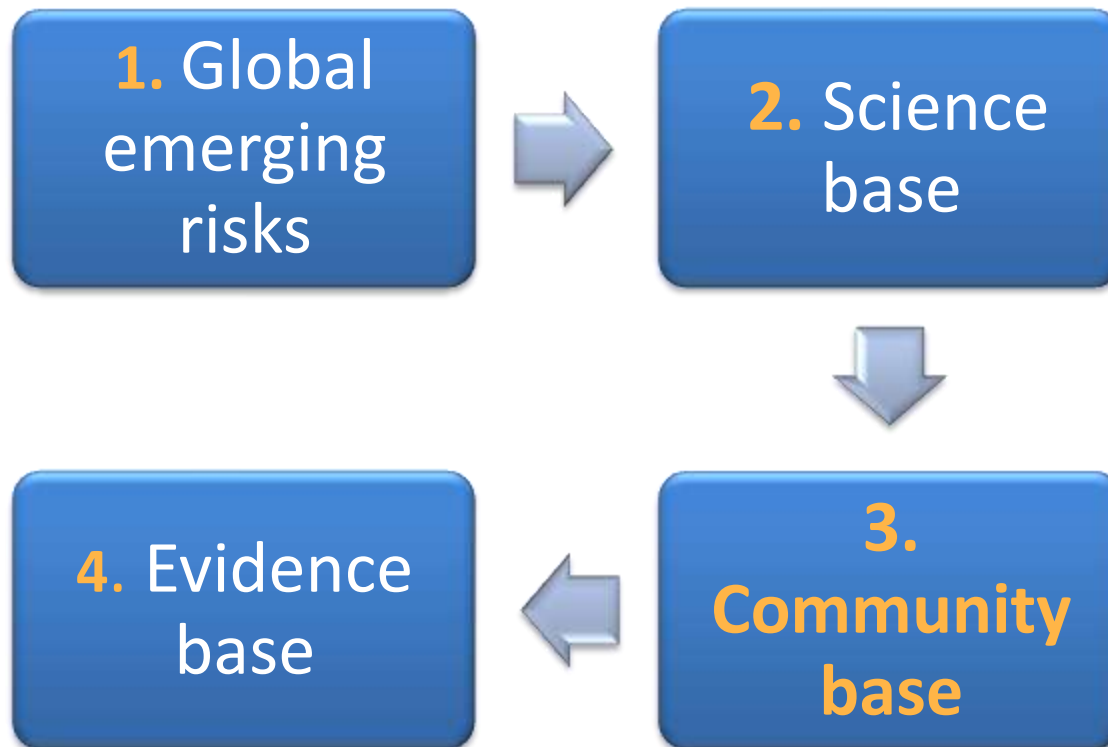 1. Global
emerging
risks
2. Science
base
3.
Community
base
4. Evidence
base